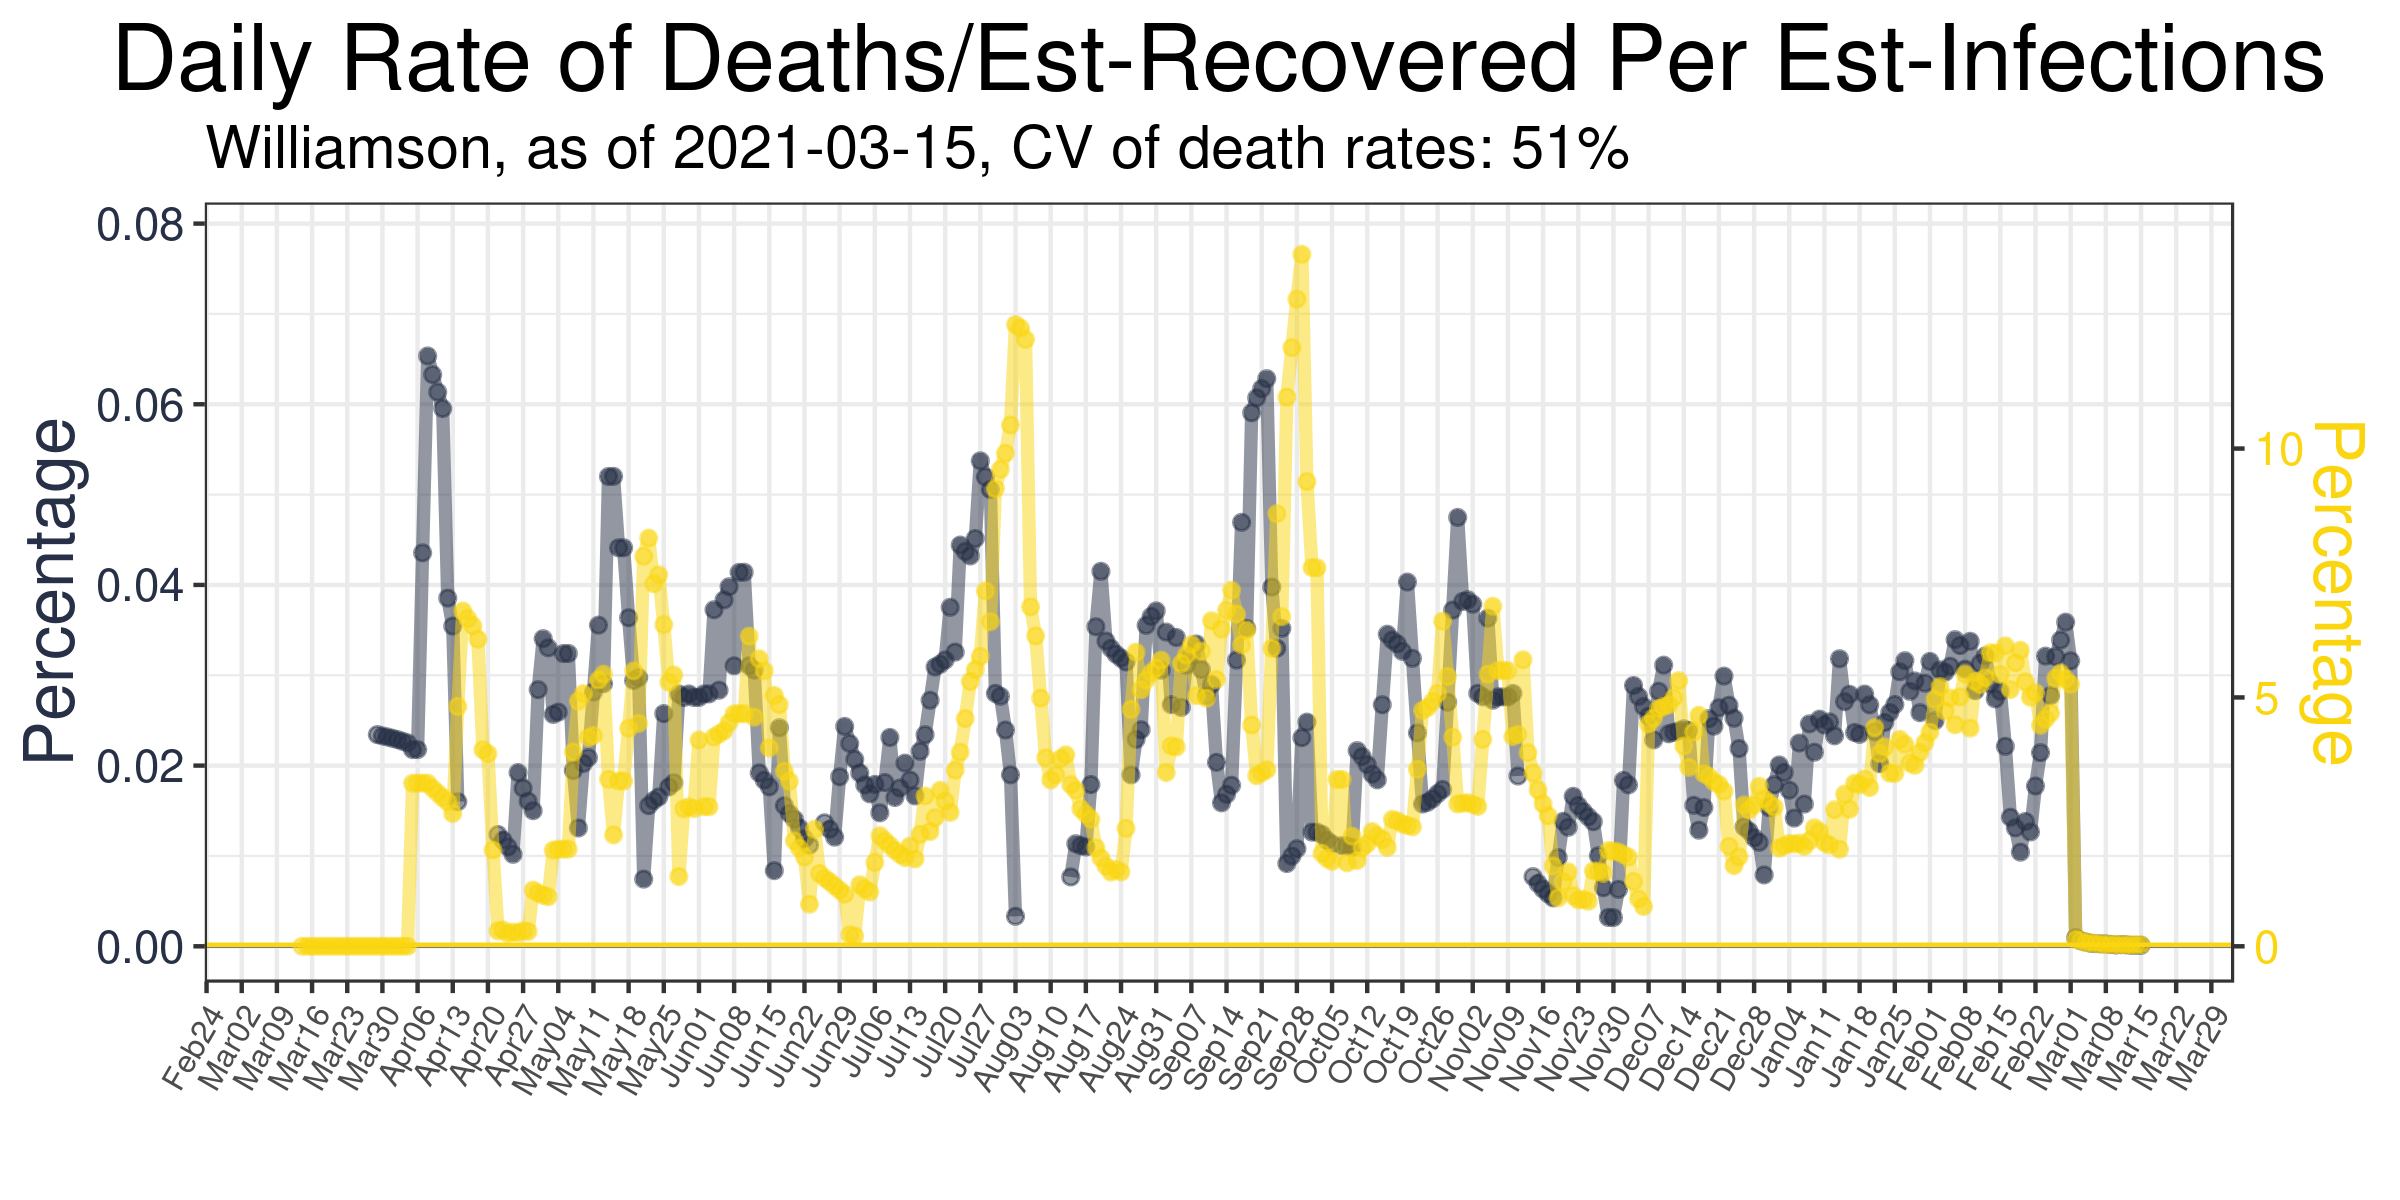 Daily Rate of Deaths/Est-Recovered Per Est-Infections
Williamson, as of 2021-03-15, CV of death rates: 51%
Percentage
0.08
0.06
0.04
0.02
0.00
10
5
0
Percentage
Feb24
Mar02
Mar09
Mar16
Mar23
Mar30
Apr06
Apr13
Apr20
Apr27
May04
May11
May18
May25
Jun01
Jun08
Jun15
Jun22
Jun29
Jul06
Jul13
Jul20
Jul27
Aug03
Aug10
Aug17
Aug24
Aug31
Sep07
Sep14
Sep21
Sep28
Oct05
Oct12
Oct19
Oct26
Nov02
Nov09
Nov16
Nov23
Nov30
Dec07
Dec14
Dec21
Dec28
Jan04
Jan11
Jan18
Jan25
Feb01
Feb08
Feb15
Feb22
Mar01
Mar08
Mar15
Mar22
Mar29